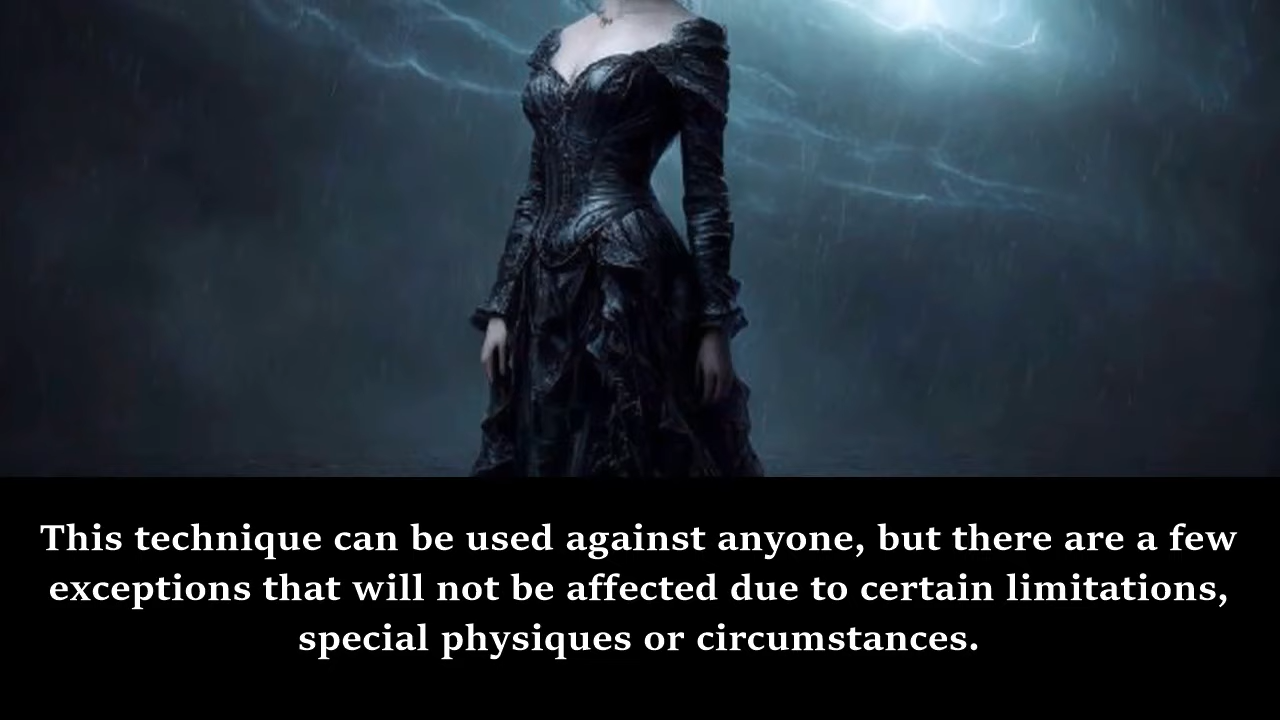 This technique can be used against anyone, but there are a few
exceptions that will not be affected due to certain limitations,
special physiques or circumstances.